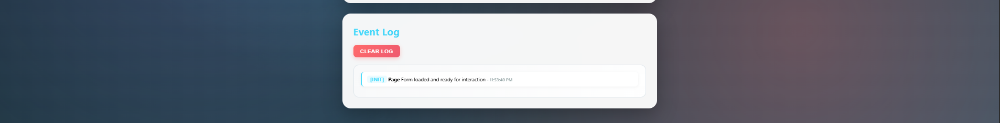 Event Log
CLEAR LOG
[INIT] Page Form loaded and ready for interaction - 11:53:40 PM